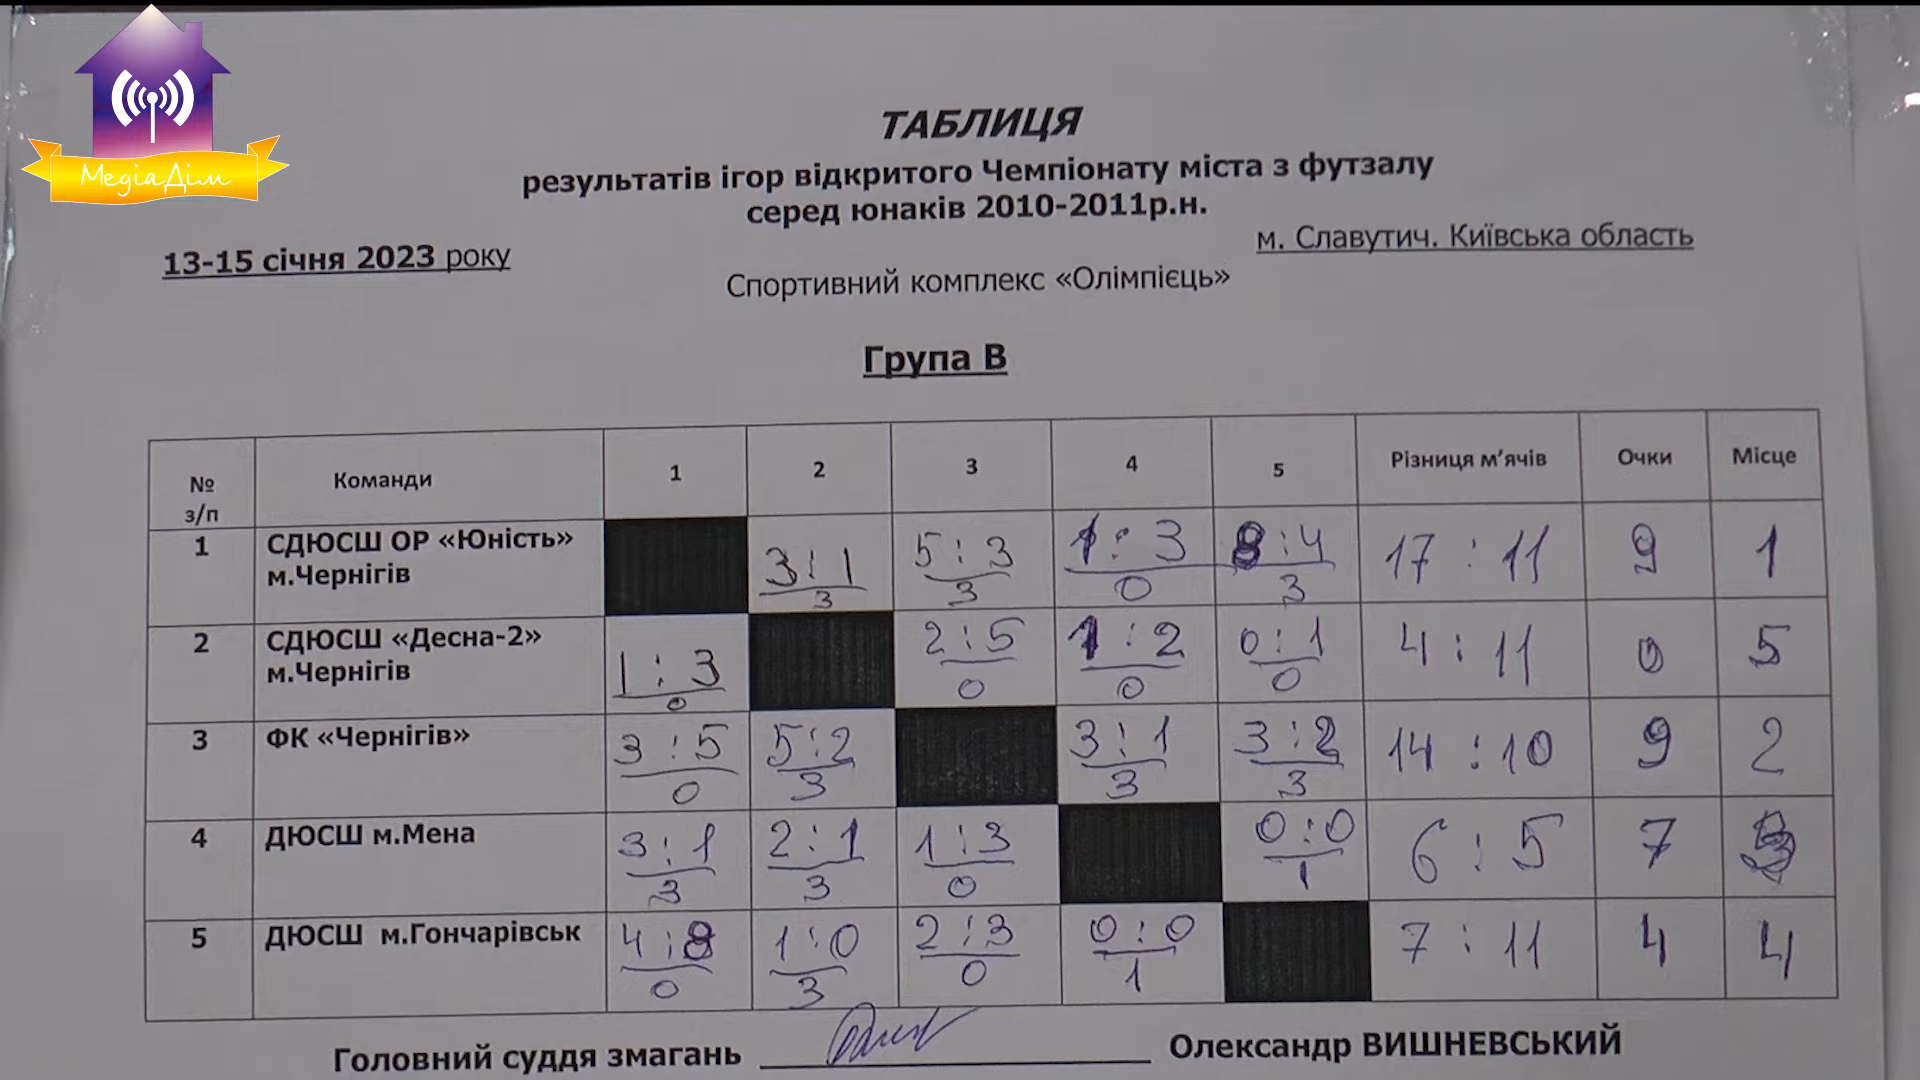 МедіаДім
ТАБЛИЦЯ
результатів ігор відкритого Чемпіонату міста з футзалу
серед юнаків 2010-2011р.н.
13-15 січня 2023 року
м. Славутич. Київська область
Спортивний комплекс «Олімпієць»
Група В
№ з/п Команди 1 2 3 4 5 Різниця м’ячів Очки Місце
1 СДЮСШ ОР «Юність» 3:1 5:3 1:3 8:4 17:11 9 1
м.Чернігів 3 3 0 3
2 СДЮСШ «Десна-2» 1:3 2:5 1:2 0:1 4:11 0 5
м.Чернігів 0 0 0 0
3 ФК «Чернігів» 3:5 5:2 3:1 3:2 14:10 9 2
0 3 3 3
4 ДЮСШ м.Мена 3:1 2:1 1:3 0:0 6:5 7 3
3 3 0 1
5 ДЮСШ м.Гончарівськ 4:8 1:0 2:3 0:0 7:11 4 4
0 3 0 1
Головний суддя змагань Олександр ВИШНЕВСЬКИЙ